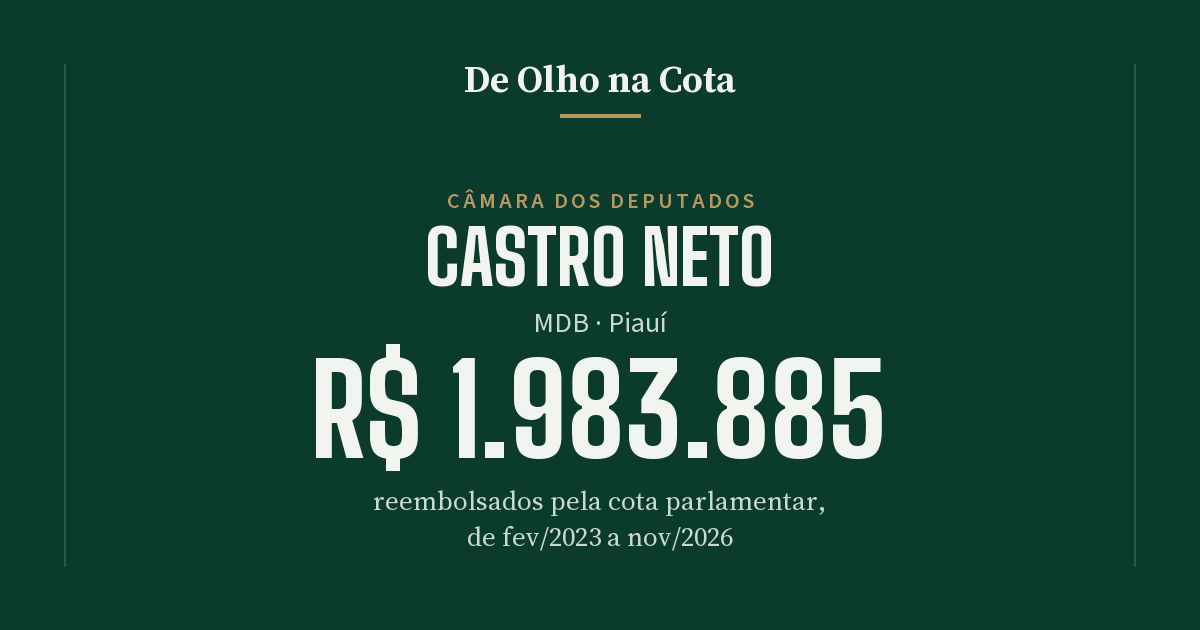 De Olho na Cota
CÂMARA DOS DEPUTADOS
CASTRO NETO
MDB · Piauí
R$ 1.983.885
reembolsados pela cota parlamentar,
de fev/2023 a nov/2026